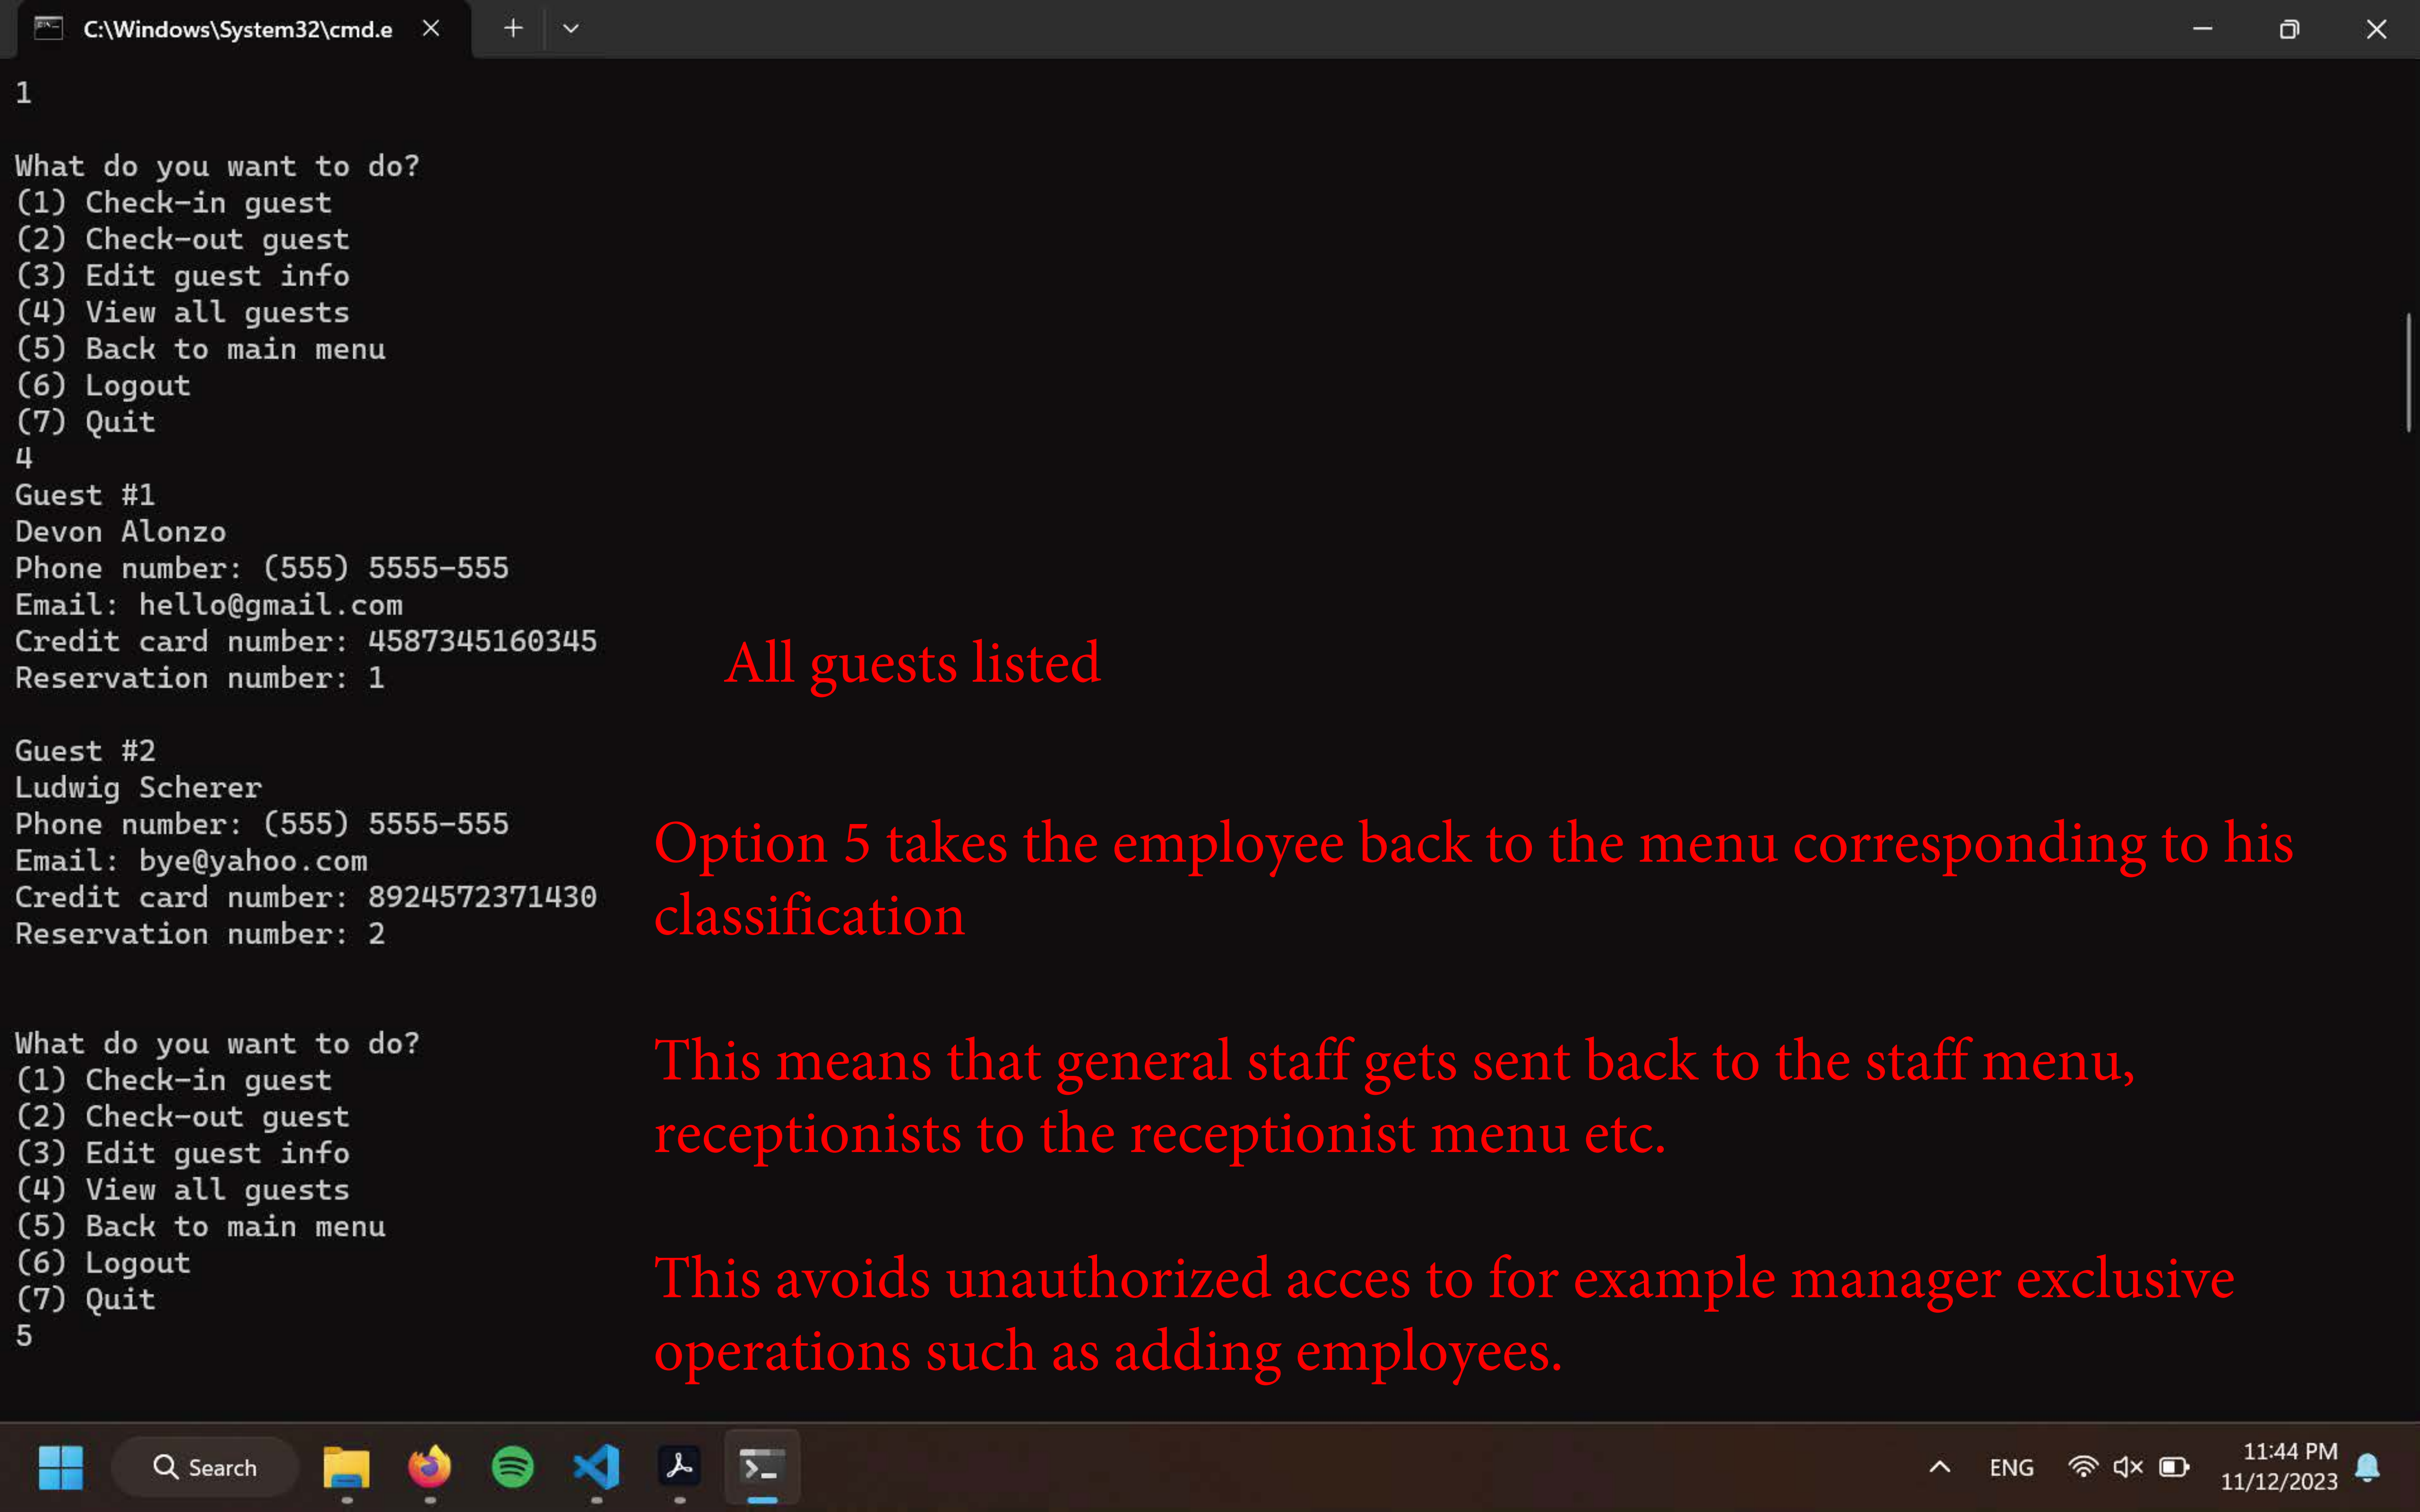 C:\Windows\System32\cmd.e
1
What do you want to do?
(1) Check-in guest
(2) Check-out guest
(3) Edit guest info
(4) View all guests
(5) Back to main menu
(6) Logout
(7) Quit
4
Guest #1
Devon Alonzo
Phone number: (555) 5555-555
Email: hello@gmail.com
Credit card number: 4587345160345
Reservation number: 1
All guests listed
Guest #2
Ludwig Scherer
Phone number: (555) 5555-555
Email: bye@yahoo.com
Credit card number: 8924572371430
Reservation number: 2
Option 5 takes the employee back to the menu corresponding to his
classification
This means that general staff gets sent back to the staff menu,
receptionists to the receptionist menu etc.
This avoids unauthorized acces to for example manager exclusive
operations such as adding employees.
What do you want to do?
(1) Check-in guest
(2) Check-out guest
(3) Edit guest info
(4) View all guests
(5) Back to main menu
(6) Logout
(7) Quit
5
Search
ENG
11:44 PM
11/12/2023